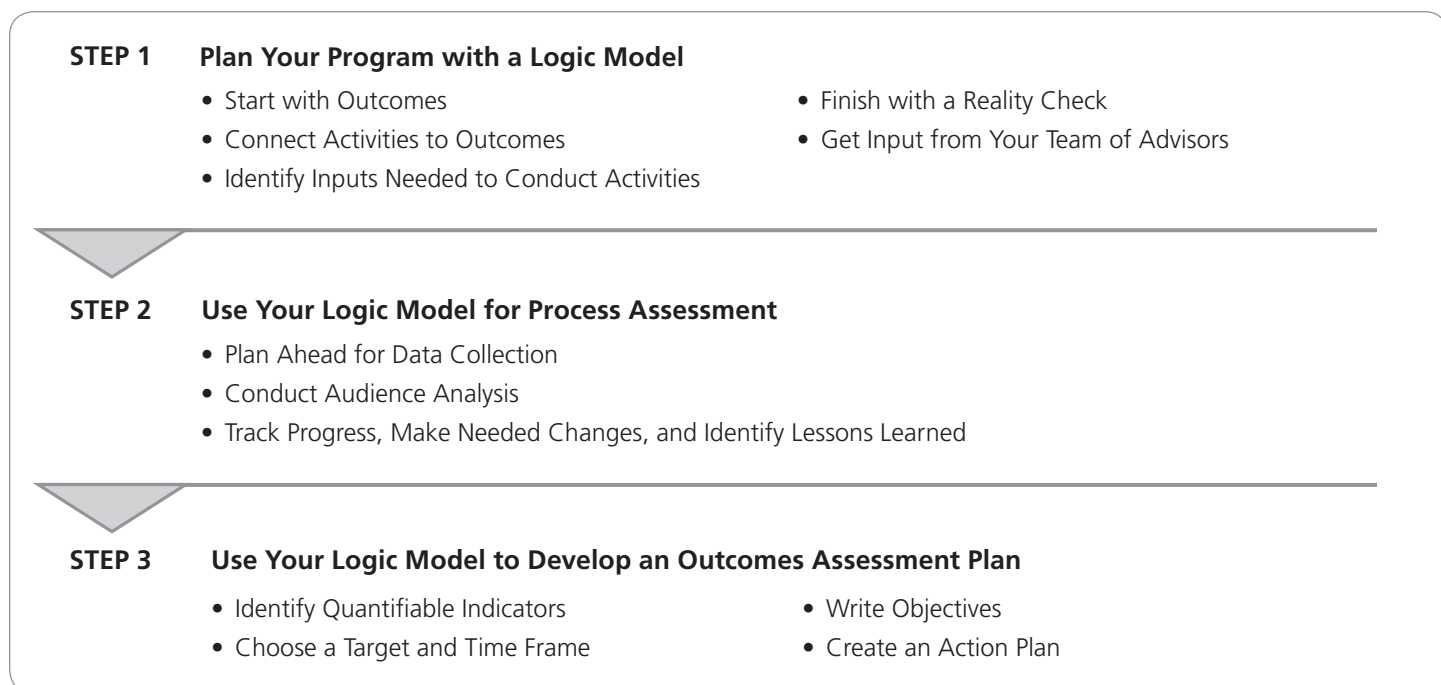 STEP 1 Plan Your Program with a Logic Model
• Start with Outcomes
• Connect Activities to Outcomes
• Identify Inputs Needed to Conduct Activities
• Finish with a Reality Check
• Get Input from Your Team of Advisors
STEP 2 Use Your Logic Model for Process Assessment
• Plan Ahead for Data Collection
• Conduct Audience Analysis
• Track Progress, Make Needed Changes, and Identify Lessons Learned
STEP 3 Use Your Logic Model to Develop an Outcomes Assessment Plan
• Identify Quantifiable Indicators
• Choose a Target and Time Frame
• Write Objectives
• Create an Action Plan